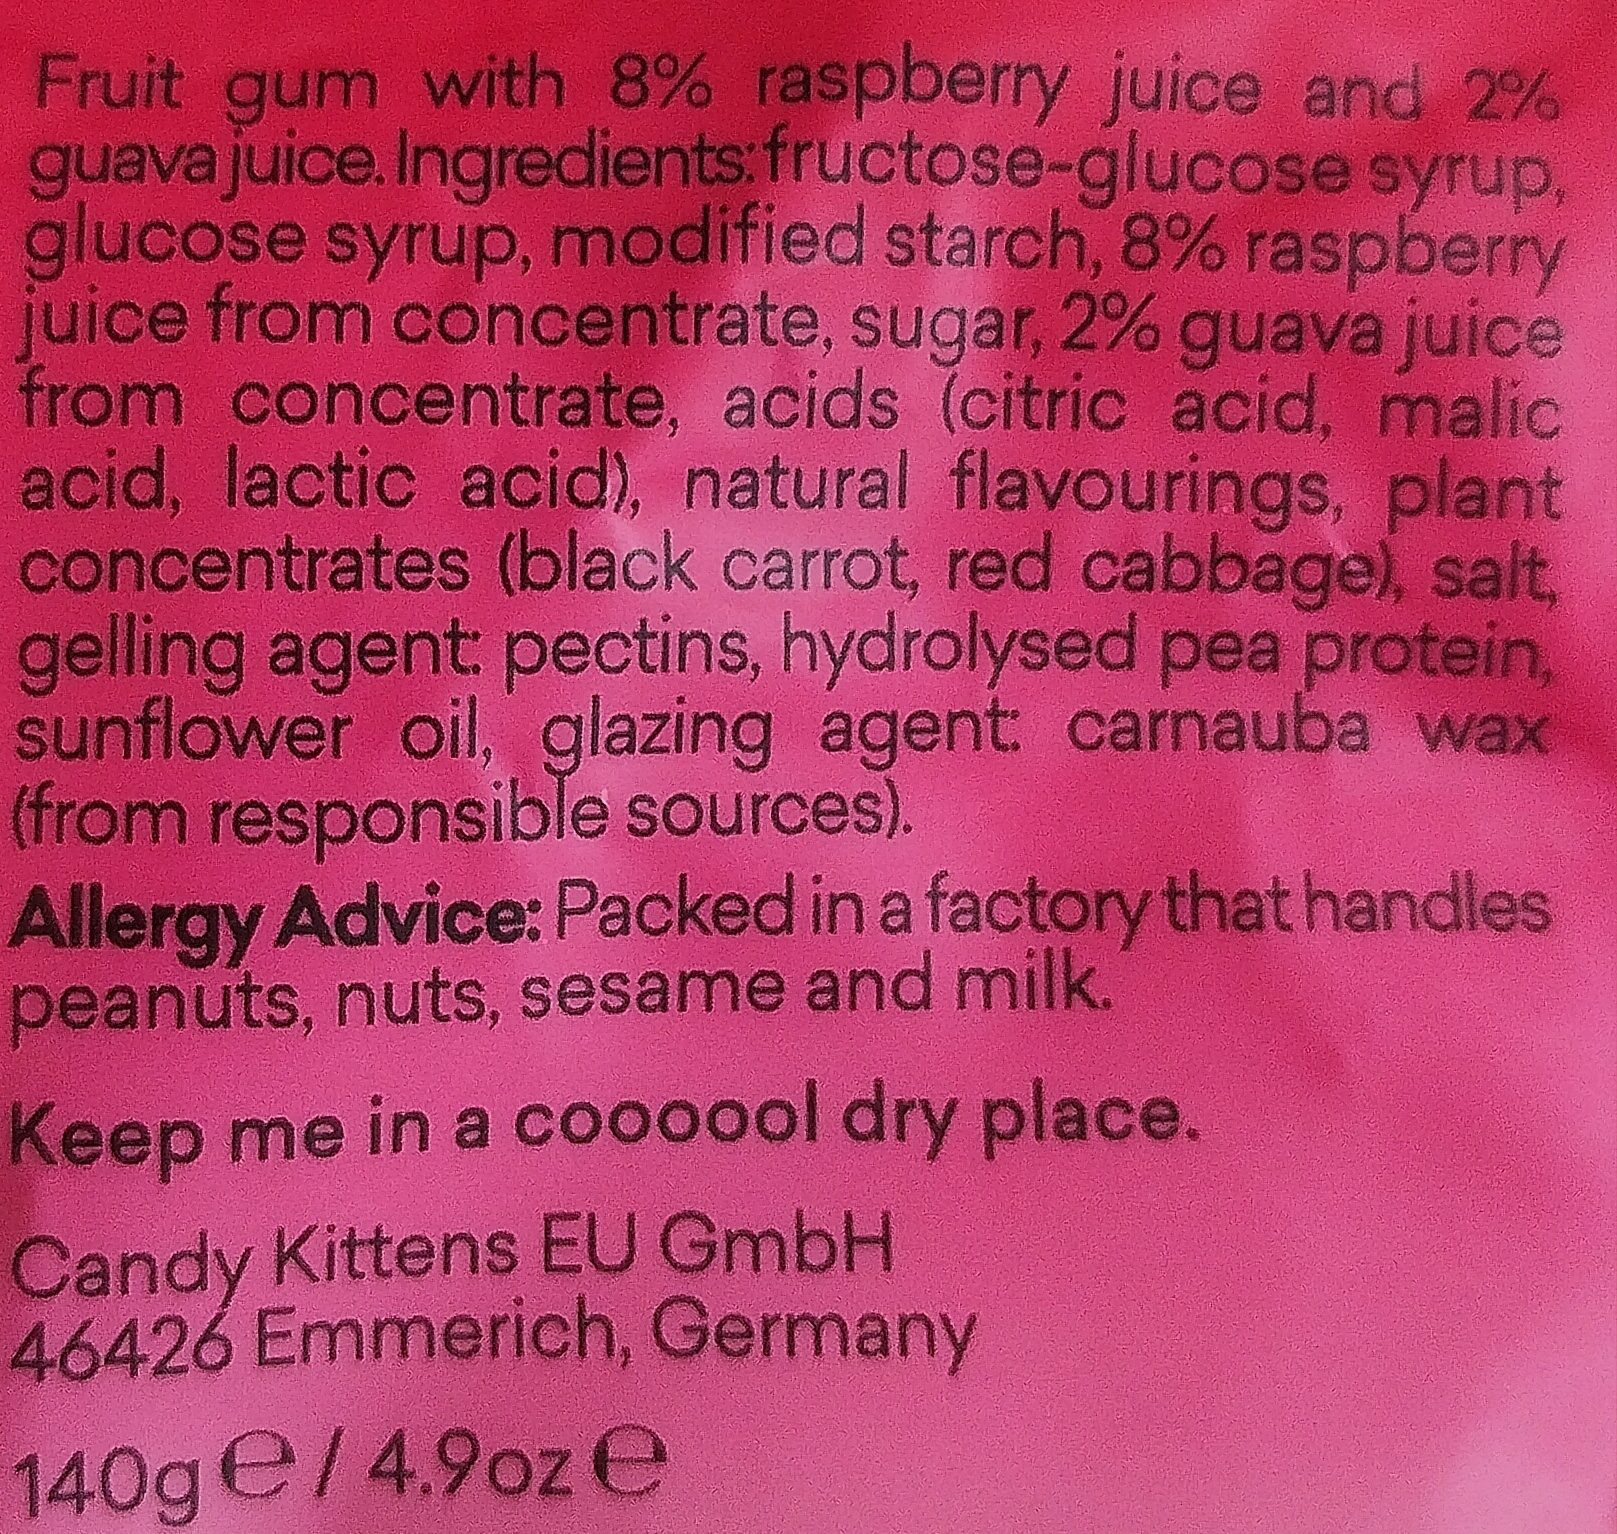 Fruit gum with 8% raspberry juice and 2%
guava juice. Ingredients: fructose-glucose syrup,
glucose syrup, modified starch, 8% raspberry
juice from concentrate, sugar, 2% guava juice
from concentrate, acids (citric acid, malic
acid, lactic acid), natural flavourings, plant
concentrates (black carrot, red cabbage), salt,
gelling agent: pectins, hydrolysed pea protein,
sunflower oil, glazing agent: carnauba wax
(from responsible sources).
Allergy Advice: Packed in a factory that handles
peanuts, nuts, sesame and milk.
Keep me in a coooool dry place.
Candy Kittens EU GmbH
46426 Emmerich, Germany
140g℮ / 4.9oz℮